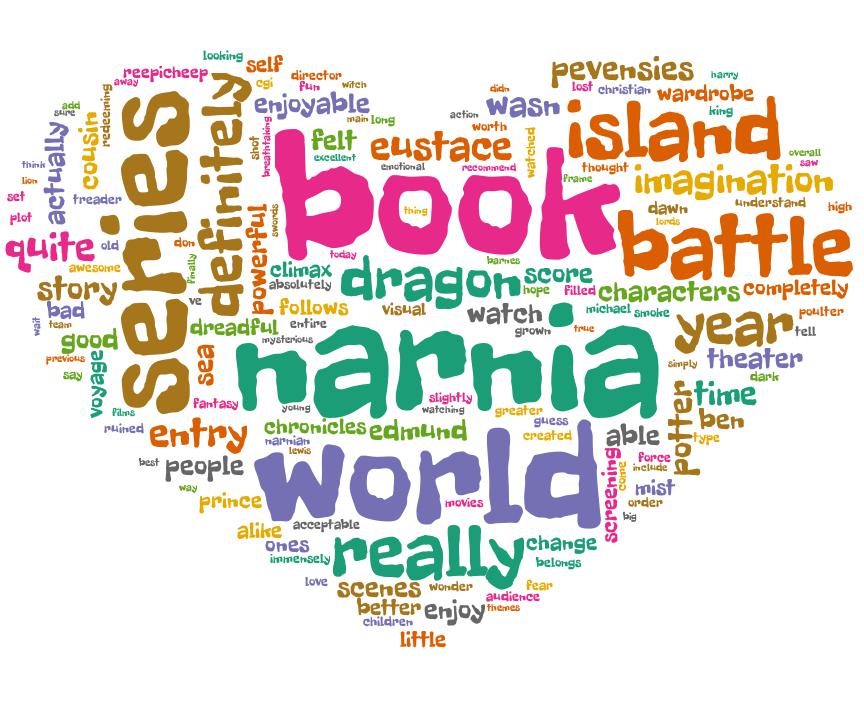 looking
reepicheep
away
self
cgi
director
fun
witch
enjoyable
main
long
pevensies
harry
lost
christian
wardrobe
king
didn
wasn
action
worth
watched
island
add
sure
actually
cousin
redeeming
series
definitely
shot
breathtaking
felt
excellent
eustace
emotional
recommend
book
thing
frame
thought
overall
saw
imagination
understand
high
dawn
lords
battle
think
lion
set
plot
treader
quite
old
don
awesome
finally
powerful
swords
today
climax
absolutely
dragon
barnes
score
hope
filled
characters
completely
story
ve
follows
visual
watch
grown
michael
smoke
true
year
poulter
tell
bad
team
wait
good
dreadful
entire
mysterious
narnia
previous
say
voyage
sea
theater
simply
dark
films
fantasy
young
slightly
watching
greater
guess
created
potter
time
ben
type
ruined
entry
chronicles
narnian
lewis
edmund
able
best
people
world
movies
screening
come
force
include
mist
order
big
way
prince
alike
acceptable
ones
immensely
really
change
belongs
love
scenes
wonder
fear
audience
better
enjoy
themes
children
little